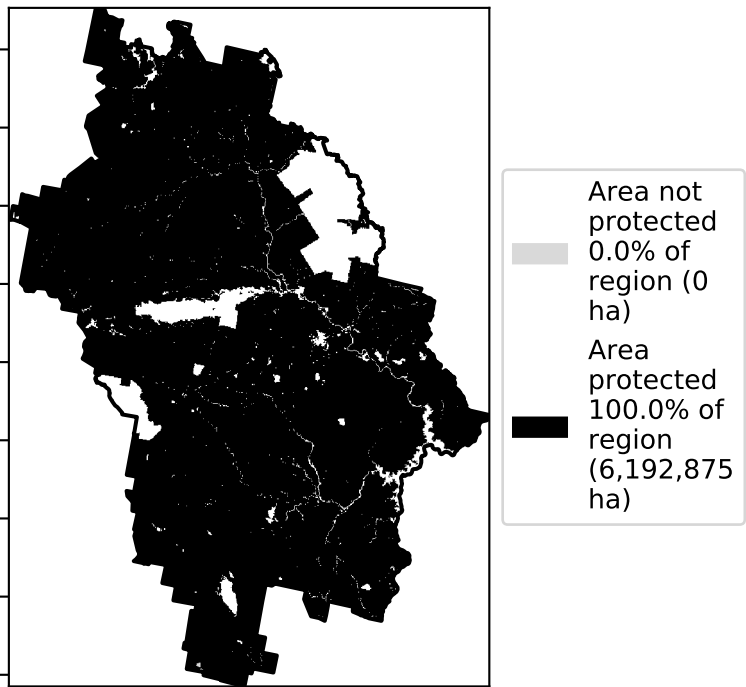 Area not
protected
0.0% of
region (0
ha)
Area
protected
100.0% of
region
(6,192,875
ha)